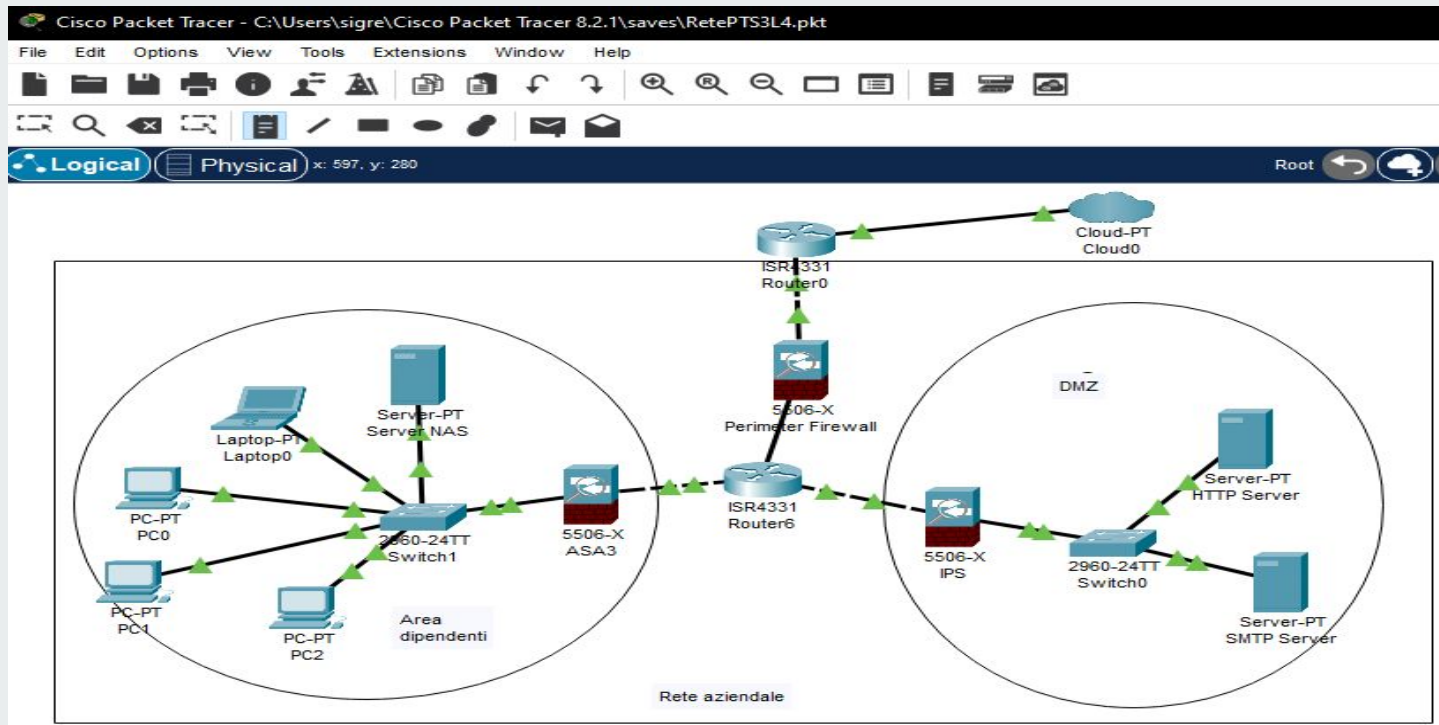 Cisco Packet Tracer - C:\Users\sigre\Cisco Packet Tracer 8.2.1\saves\RetePTS3L4.pkt
File Edit Options View Tools Extensions Window Help
Logical Physical x: 597, y: 280 Root
Cloud-PT
Cloud0
ISR4331
Router0
DMZ
5506-X
Perimeter Firewall
Server-PT
Server NAS
Laptop-PT
Laptop0
Server-PT
HTTP Server
PC-PT
PC0
2960-24TT
Switch1
5506-X
ASA3
ISR4331
Router6
5506-X
IPS
2960-24TT
Switch0
PC-PT
PC1
PC-PT
PC2
Area
dipendenti
Server-PT
SMTP Server
Rete aziendale